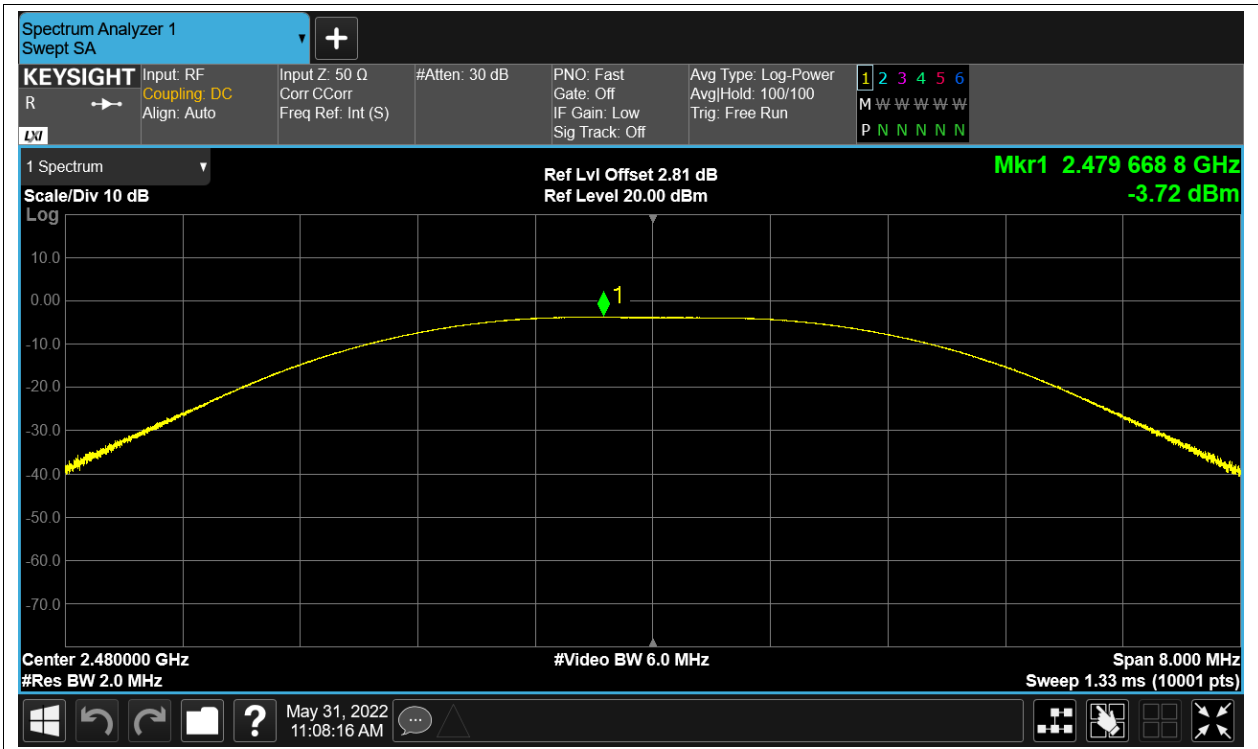 Spectrum Analyzer 1
Swept SA
KEYSIGHT
R
LXI
Input: RF
Coupling: DC
Align: Auto
Input Z: 50 Ω
Corr CCorr
Freq Ref: Int (S)
#Atten: 30 dB
PNO: Fast
Gate: Off
IF Gain: Low
Sig Track: Off
Avg Type: Log-Power
Avg|Hold: 100/100
Trig: Free Run
1 2 3 4 5 6
M W W W W W
P N N N N N
1 Spectrum
Scale/Div 10 dB
Log
Ref Lvl Offset 2.81 dB
Ref Level 20.00 dBm
Mkr1 2.479 668 8 GHz
-3.72 dBm
10.0
0.00
-10.0
-20.0
-30.0
-40.0
-50.0
-60.0
-70.0
1
Center 2.480000 GHz
#Res BW 2.0 MHz
#Video BW 6.0 MHz
Span 8.000 MHz
Sweep 1.33 ms (10001 pts)
?
May 31, 2022
11:08:16 AM